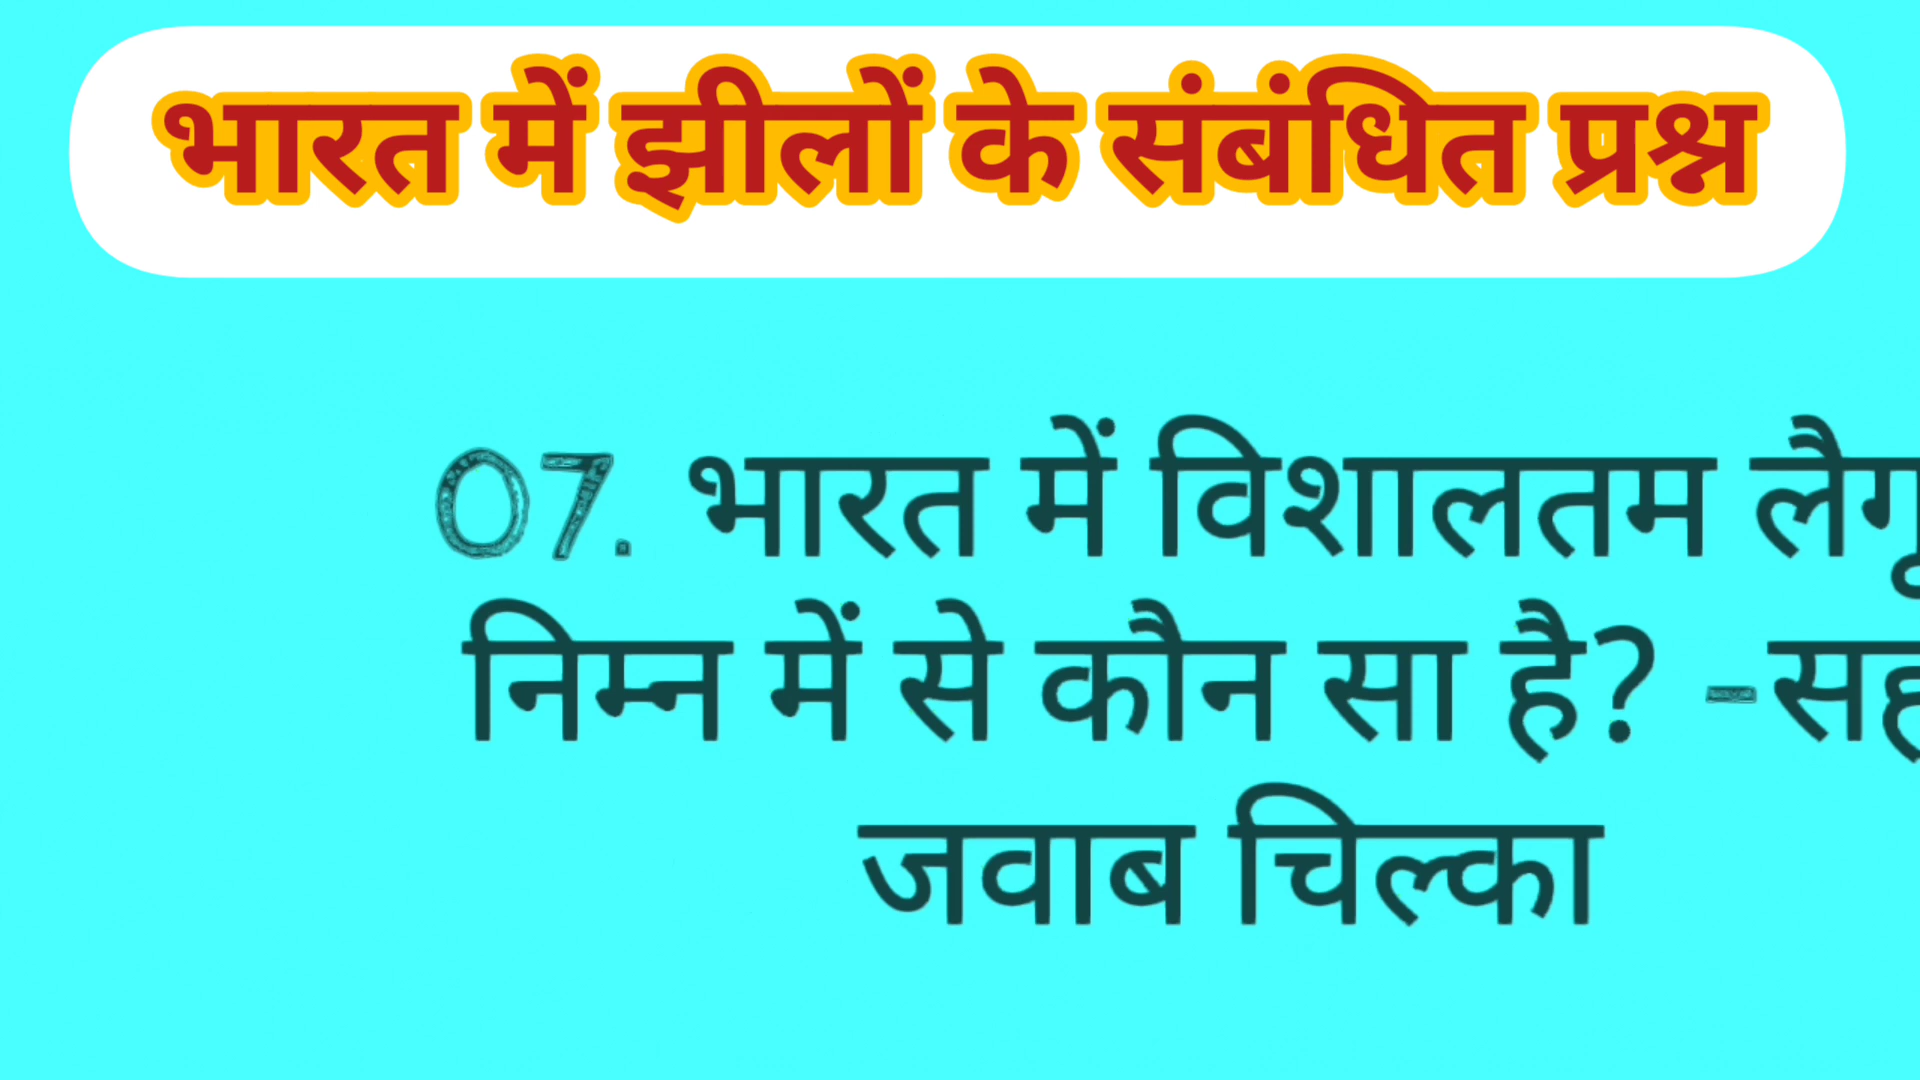 भारत में झीलों के संबंधित प्रश्न
07. भारत में विशालतम
निम्न में से कौन सा है? -
जवाब चिल्का